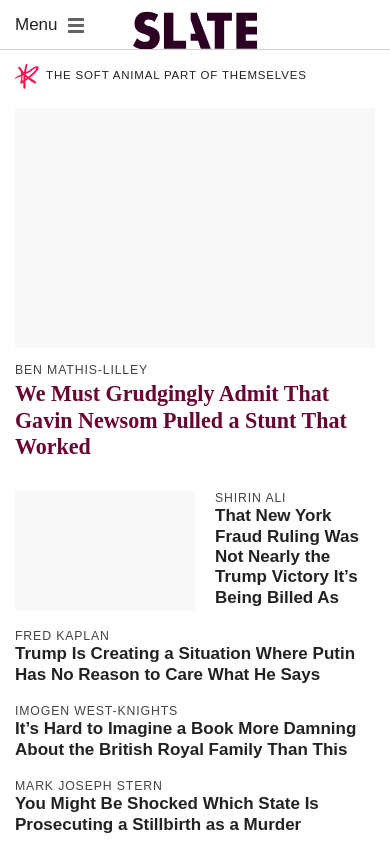 Menu
SLATE
THE SOFT ANIMAL PART OF THEMSELVES
BEN MATHIS-LILLEY
We Must Grudgingly Admit That
Gavin Newsom Pulled a Stunt That
Worked
SHIRIN ALI
That New York
Fraud Ruling Was
Not Nearly the
Trump Victory It’s
Being Billed As
FRED KAPLAN
Trump Is Creating a Situation Where Putin
Has No Reason to Care What He Says
IMOGEN WEST-KNIGHTS
It’s Hard to Imagine a Book More Damning
About the British Royal Family Than This
MARK JOSEPH STERN
You Might Be Shocked Which State Is
Prosecuting a Stillbirth as a Murder